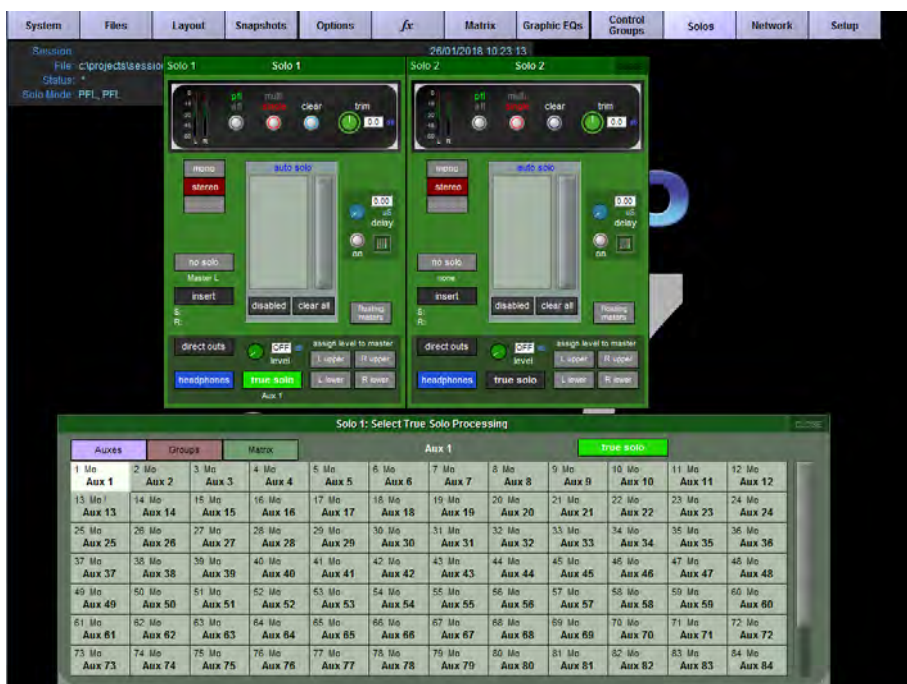 System Files Layout Snapshots Options fx Matrix Graphic EQs Control Groups Solos Network Setup
Session 26/01/2018 10:23:13
File: c:\projects\sessio
Status: *
Solo Mode: PFL, PFL
Solo 1 Solo 1
pfl multi
afl single clear trim
0.0
L R
mono
stereo
auto solo
0.00
delay
on
no solo
Master L
insert
S:
R:
disabled clear all
floating meters
direct outs
OFF
level
assign level to master
L upper R upper
headphones true solo L lower R lower
Aux 1
Solo 2 Solo 2
pfl multi
afl single clear trim
0.0
L R
mono
stereo
auto solo
0.00
delay
on
no solo
none
insert
S:
R:
disabled clear all
floating meters
direct outs
OFF
level
assign level to master
L upper R upper
headphones true solo L lower R lower
Solo 1: Select True Solo Processing CLOSE
Auxes Groups Matrix Aux 1 true solo
1 Mo 2 Mo 3 Mo 4 Mo 5 Mo 6 Mo 7 Mo 8 Mo 9 Mo 10 Mo 11 Mo 12 Mo
Aux 1 Aux 2 Aux 3 Aux 4 Aux 5 Aux 6 Aux 7 Aux 8 Aux 9 Aux 10 Aux 11 Aux 12
13 Mo 14 Mo 15 Mo 16 Mo 17 Mo 18 Mo 19 Mo 20 Mo 21 Mo 22 Mo 23 Mo 24 Mo
Aux 13 Aux 14 Aux 15 Aux 16 Aux 17 Aux 18 Aux 19 Aux 20 Aux 21 Aux 22 Aux 23 Aux 24
25 Mo 26 Mo 27 Mo 28 Mo 29 Mo 30 Mo 31 Mo 32 Mo 33 Mo 34 Mo 35 Mo 36 Mo
Aux 25 Aux 26 Aux 27 Aux 28 Aux 29 Aux 30 Aux 31 Aux 32 Aux 33 Aux 34 Aux 35 Aux 36
37 Mo 38 Mo 39 Mo 40 Mo 41 Mo 42 Mo 43 Mo 44 Mo 45 Mo 46 Mo 47 Mo 48 Mo
Aux 37 Aux 38 Aux 39 Aux 40 Aux 41 Aux 42 Aux 43 Aux 44 Aux 45 Aux 46 Aux 47 Aux 48
49 Mo 50 Mo 51 Mo 52 Mo 53 Mo 54 Mo 55 Mo 56 Mo 57 Mo 58 Mo 59 Mo 60 Mo
Aux 49 Aux 50 Aux 51 Aux 52 Aux 53 Aux 54 Aux 55 Aux 56 Aux 57 Aux 58 Aux 59 Aux 60
61 Mo 62 Mo 63 Mo 64 Mo 65 Mo 66 Mo 67 Mo 68 Mo 69 Mo 70 Mo 71 Mo 72 Mo
Aux 61 Aux 62 Aux 63 Aux 64 Aux 65 Aux 66 Aux 67 Aux 68 Aux 69 Aux 70 Aux 71 Aux 72
73 Mo 74 Mo 75 Mo 76 Mo 77 Mo 78 Mo 79 Mo 80 Mo 81 Mo 82 Mo 83 Mo 84 Mo
Aux 73 Aux 74 Aux 75 Aux 76 Aux 77 Aux 78 Aux 79 Aux 80 Aux 81 Aux 82 Aux 83 Aux 84